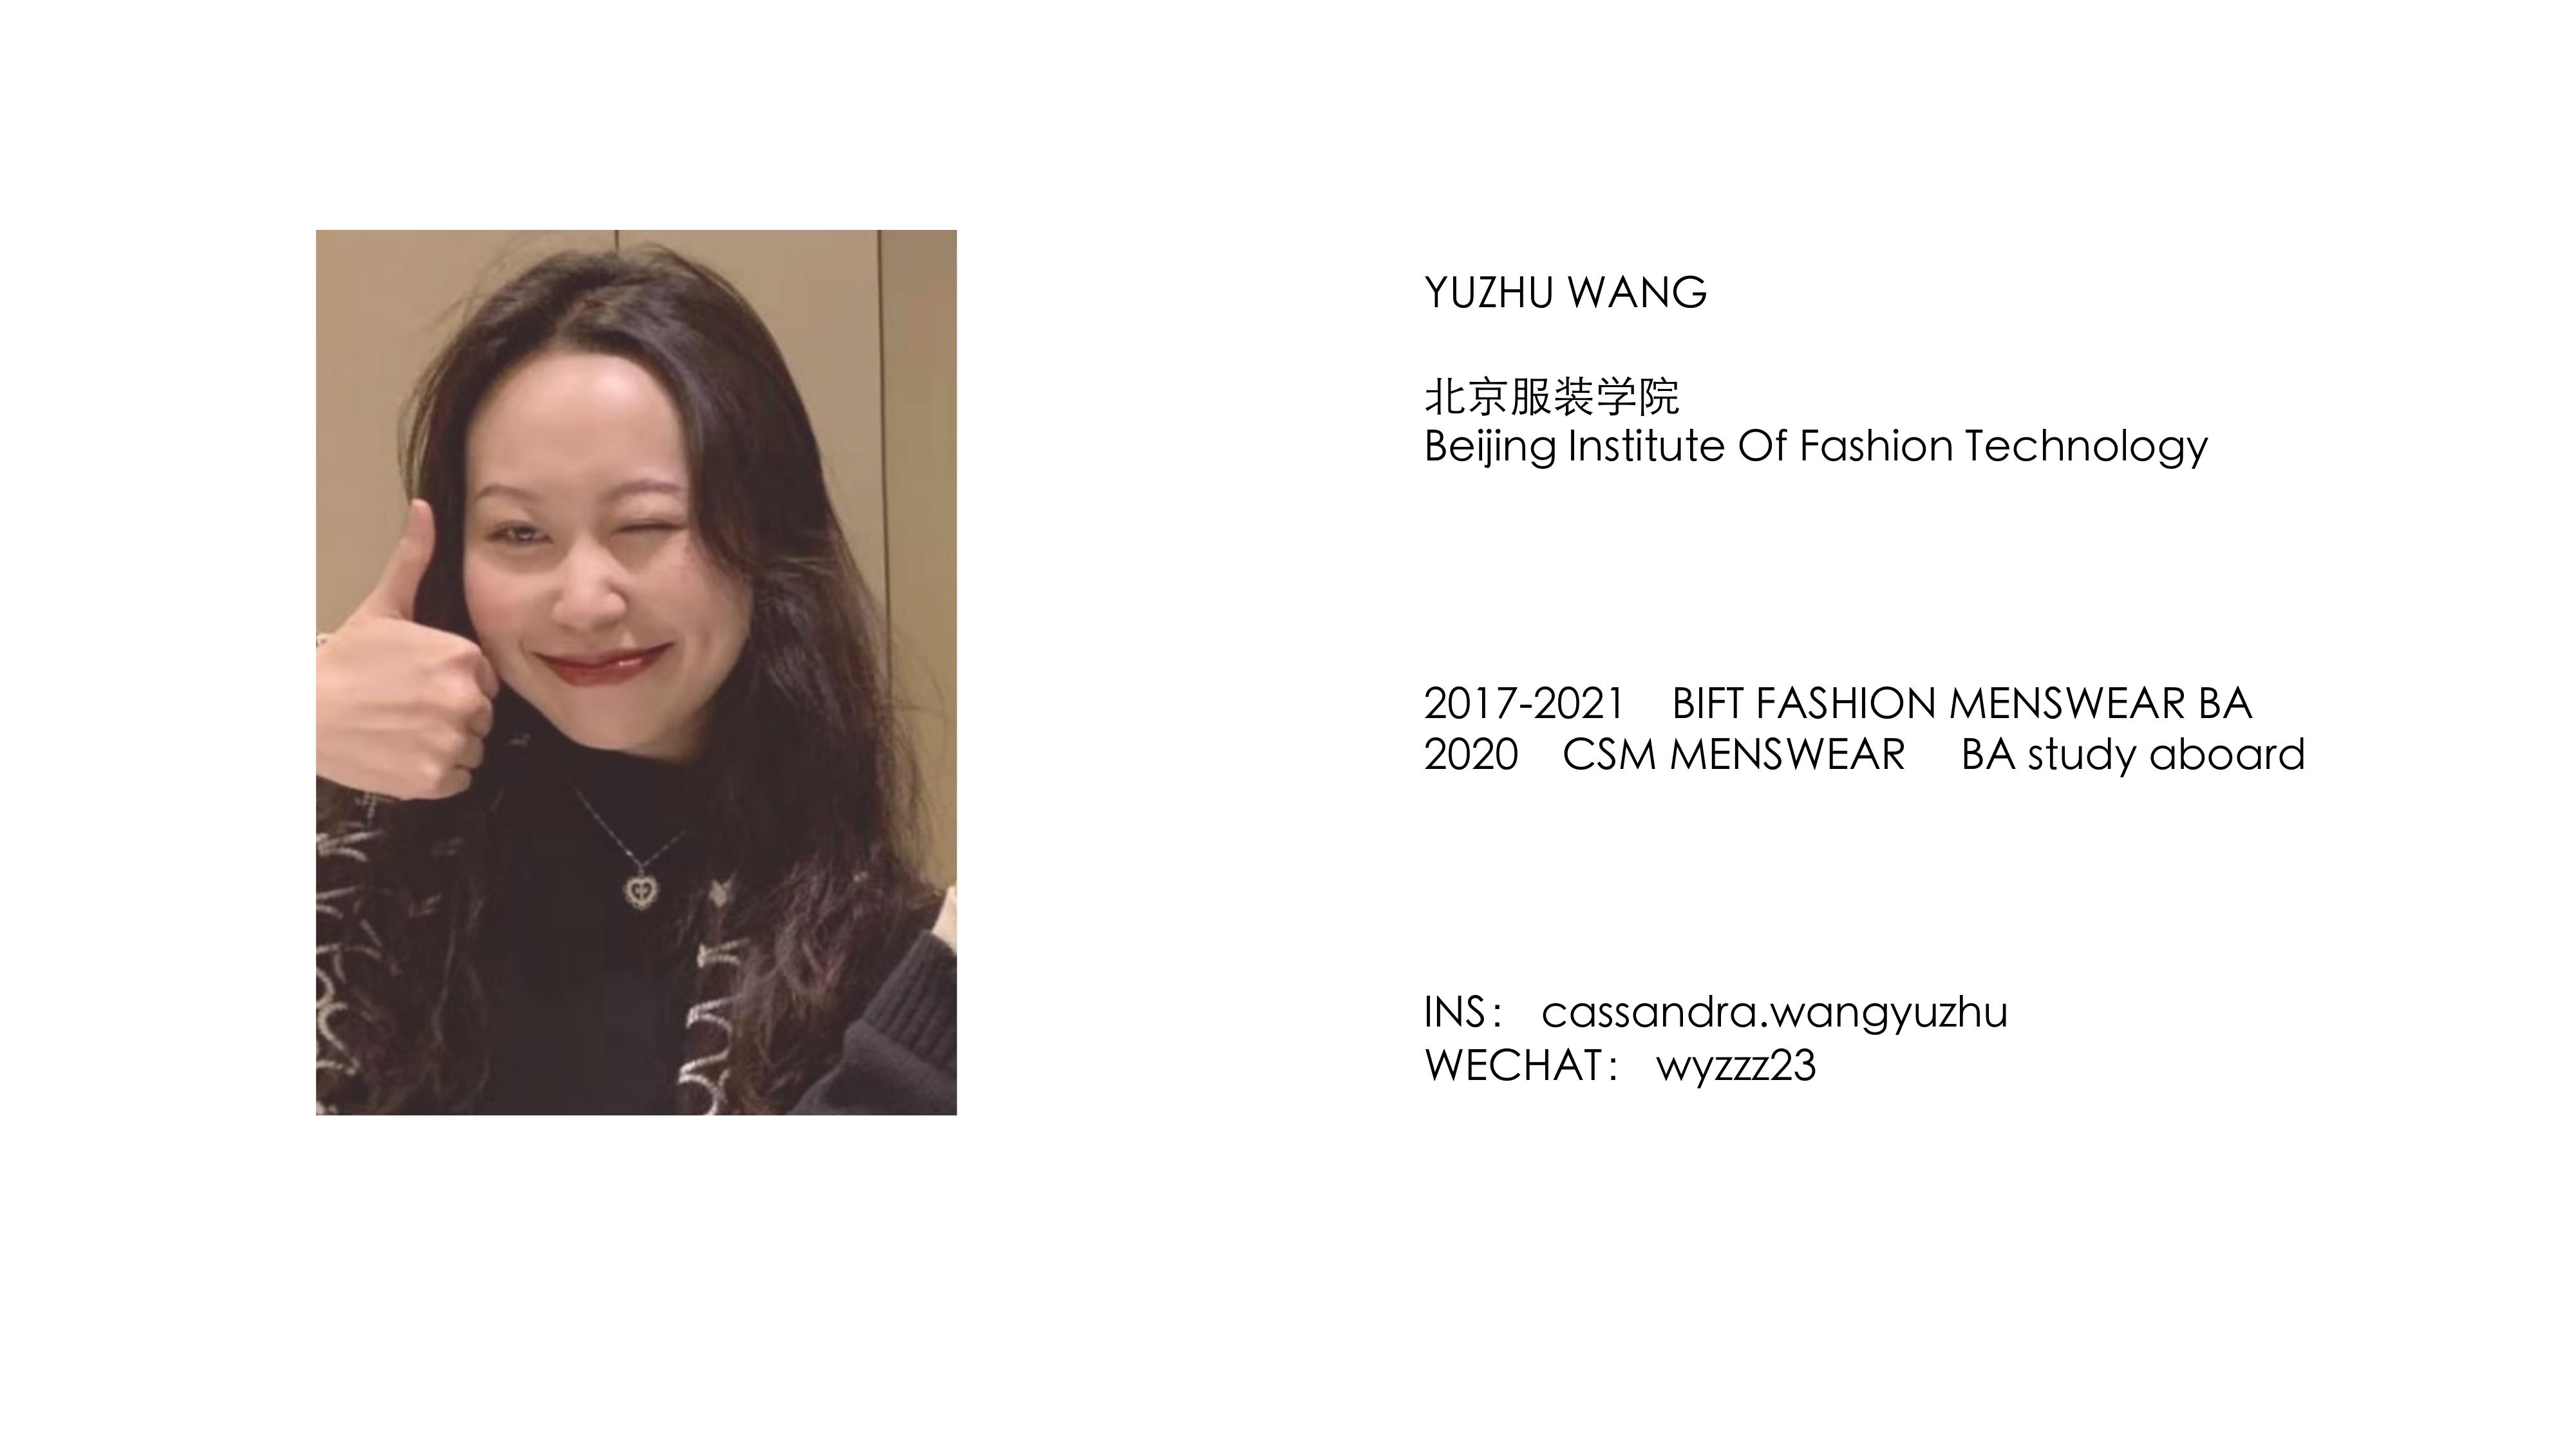 YUZHU WANG
北京服装学院
Beijing Institute Of Fashion Technology
2017-2021 BIFT FASHION MENSWEAR BA
2020 CSM MENSWEAR BA study aboard
INS： cassandra.wangyuzhu
WECHAT： wyzzz23